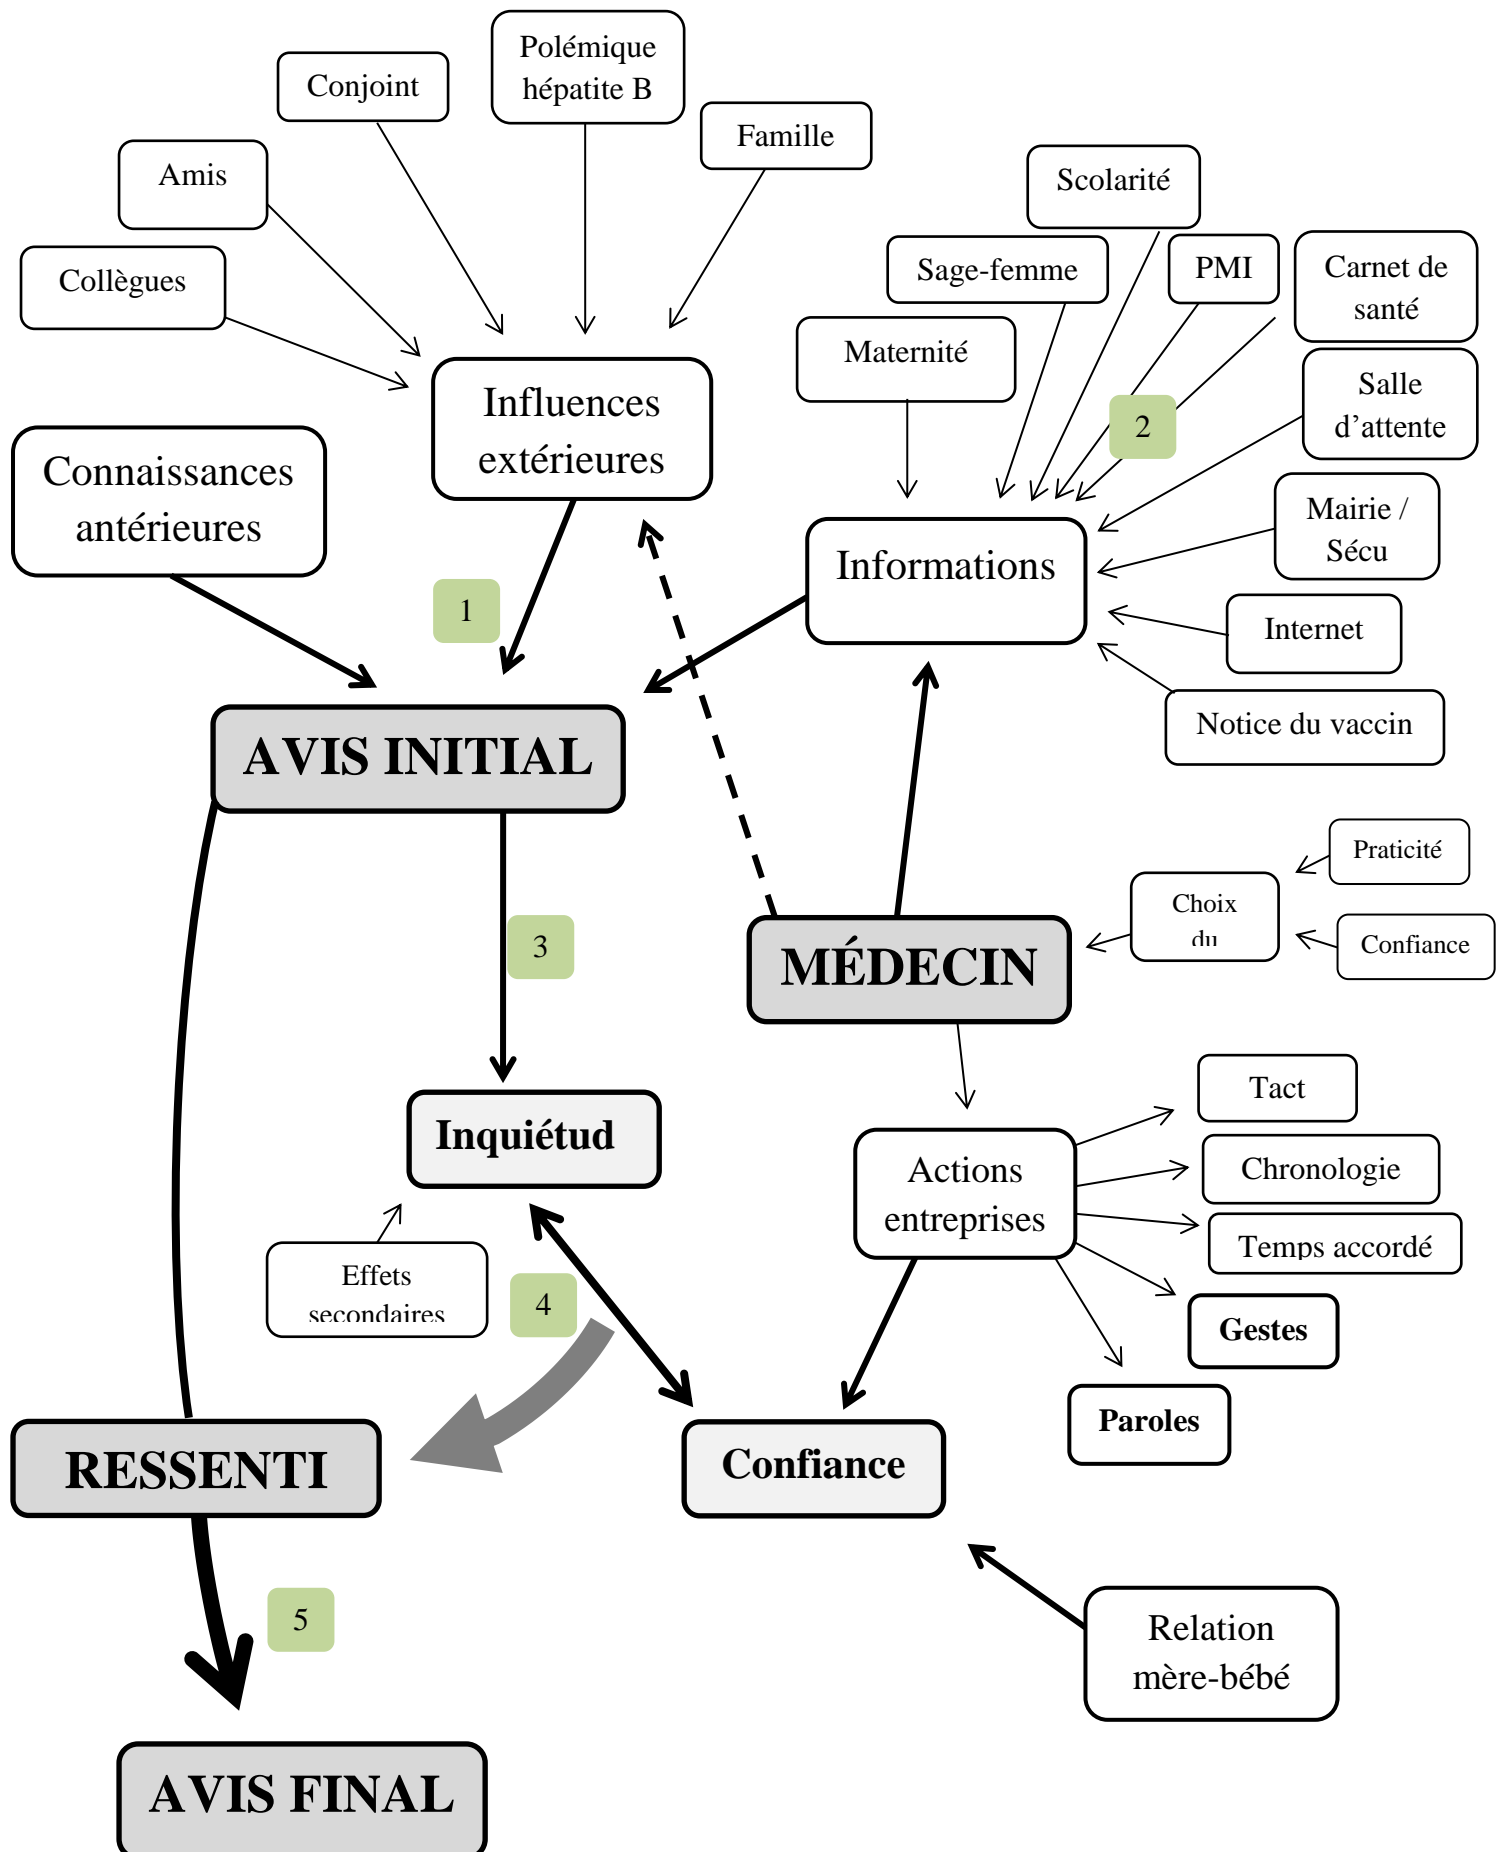 Polémique
hépatite B
Conjoint
Famille
Amis
Scolarité
Collègues
Sage-femme
PMI
Carnet de
santé
Maternité
Salle
d’attente
2
Influences
extérieures
Connaissances
antérieures
Mairie /
Sécu
Informations
1
Internet
Notice du vaccin
AVIS INITIAL
Praticité
Choix
du
Confiance
3
MÉDECIN
Tact
Inquiétud
Actions
entreprises
Chronologie
Temps accordé
Effets
secondaires
4
Gestes
Paroles
RESSENTI
Confiance
5
Relation
mère-bébé
AVIS FINAL